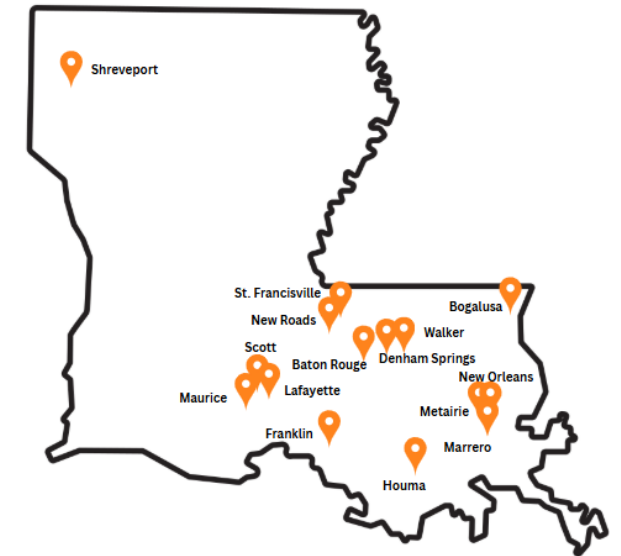 Shreveport
St. Francisville
Bogalusa
New Roads
Walker
Scott
Baton Rouge
Denham Springs
New Orleans
Lafayette
Maurice
Metairie
Franklin
Marrero
Houma